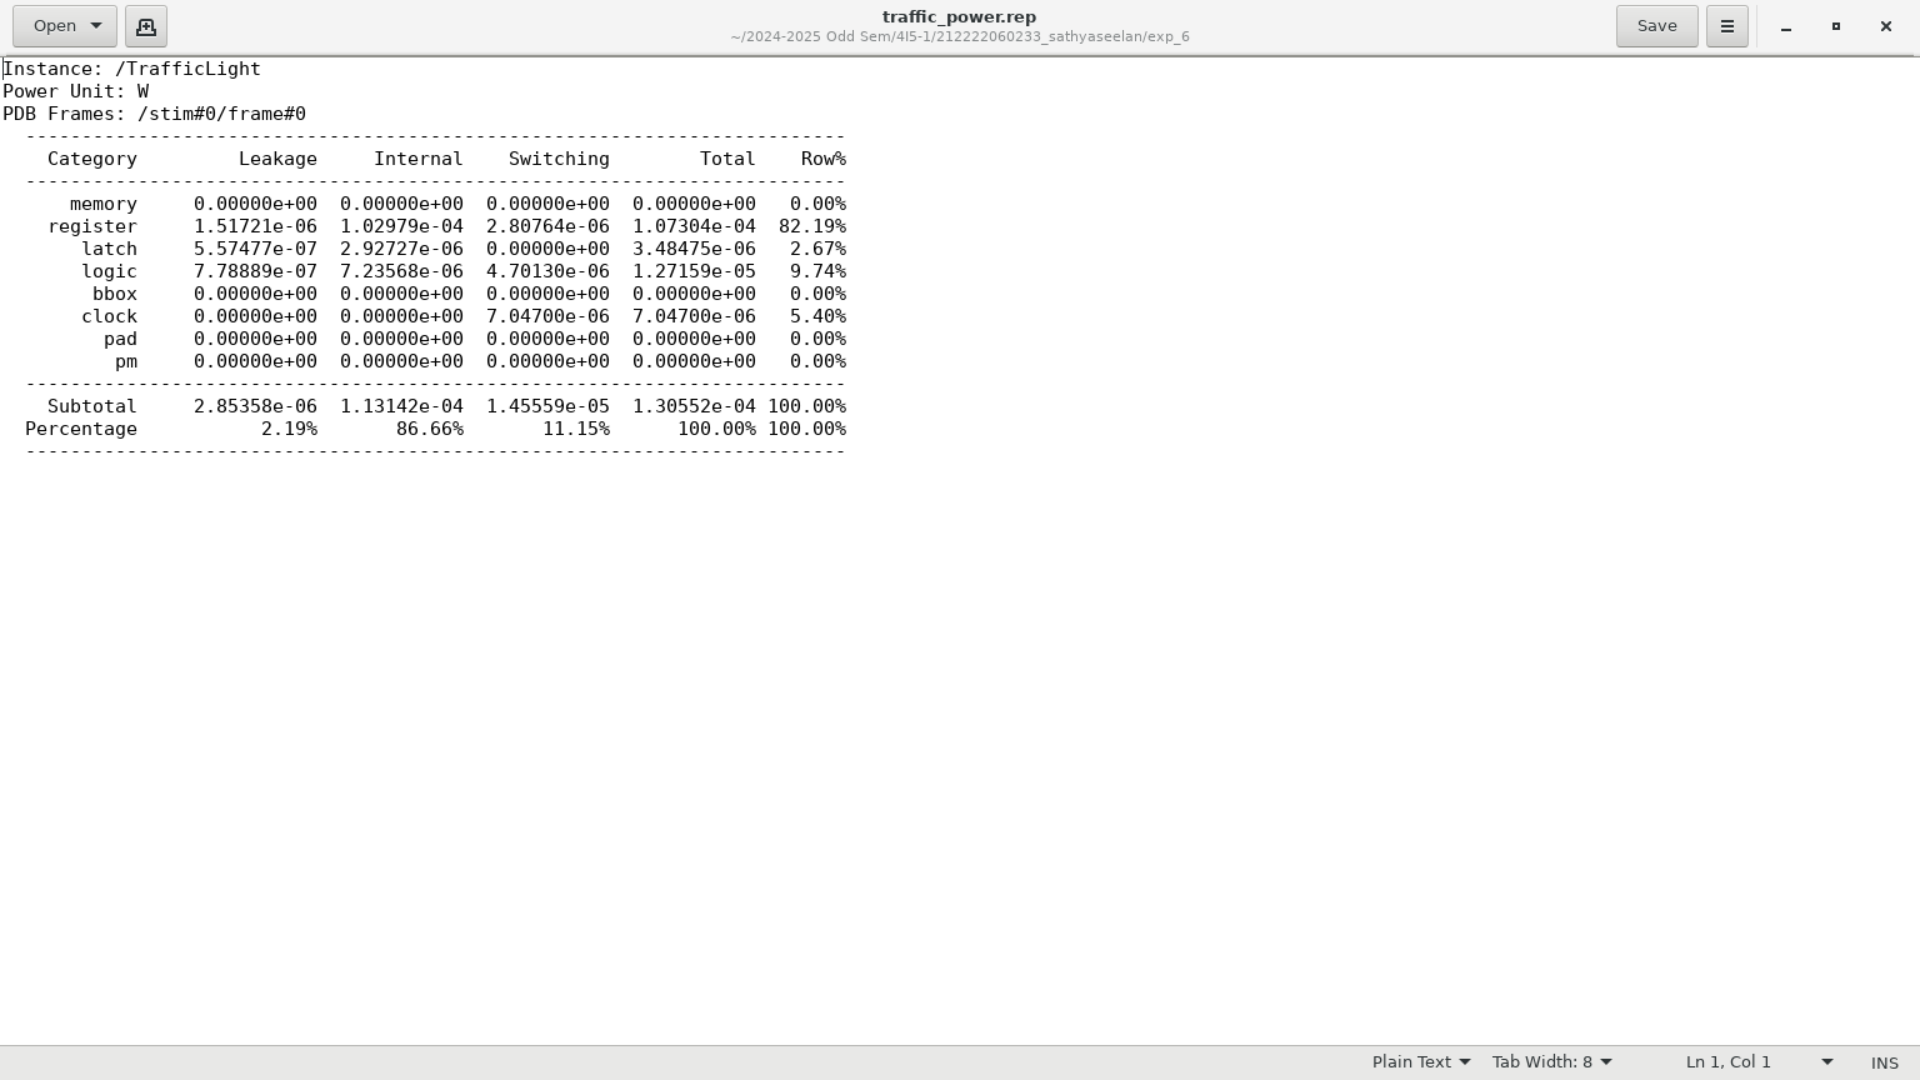 Open
traffic_power.rep
~/2024-2025 Odd Sem/4I5-1/212222060233_sathyaseelan/exp_6
Save
Instance: /TrafficLight
Power Unit: W
PDB Frames: /stim#0/frame#0
-------------------------------------------------------------------------
Category Leakage Internal Switching Total Row%
-------------------------------------------------------------------------
memory 0.00000e+00 0.00000e+00 0.00000e+00 0.00000e+00 0.00%
register 1.51721e-06 1.02979e-04 2.80764e-06 1.07304e-04 82.19%
latch 5.57477e-07 2.92727e-06 0.00000e+00 3.48475e-06 2.67%
logic 7.78889e-07 7.23568e-06 4.70130e-06 1.27159e-05 9.74%
bbox 0.00000e+00 0.00000e+00 0.00000e+00 0.00000e+00 0.00%
clock 0.00000e+00 0.00000e+00 7.04700e-06 7.04700e-06 5.40%
pad 0.00000e+00 0.00000e+00 0.00000e+00 0.00000e+00 0.00%
pm 0.00000e+00 0.00000e+00 0.00000e+00 0.00000e+00 0.00%
-------------------------------------------------------------------------
Subtotal 2.85358e-06 1.13142e-04 1.45559e-05 1.30552e-04 100.00%
Percentage 2.19% 86.66% 11.15% 100.00% 100.00%
-------------------------------------------------------------------------
Plain Text Tab Width: 8 Ln 1, Col 1 INS